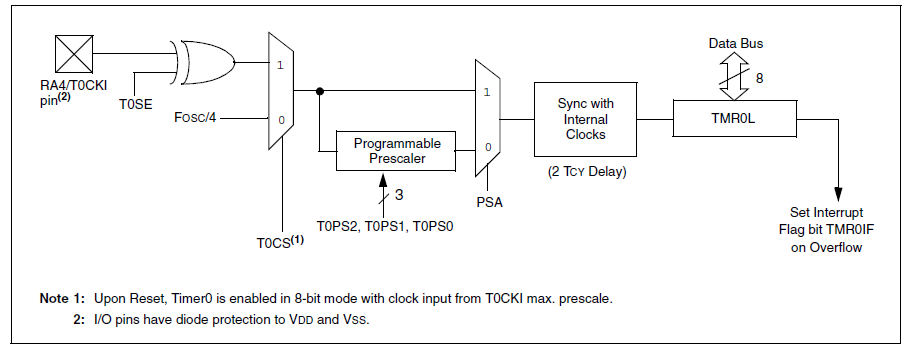 Data Bus
8
RA4/T0CKI
pin(2)
T0SE
1
FOSC/4
0
1
Sync with
Internal
Clocks
TMR0L
Programmable
Prescaler
0
(2 TCY Delay)
3
PSA
T0PS2, T0PS1, T0PS0
T0CS(1)
Set Interrupt
Flag bit TMR0IF
on Overflow
Note 1: Upon Reset, Timer0 is enabled in 8-bit mode with clock input from T0CKI max. prescale.
2: I/O pins have diode protection to VDD and VSS.